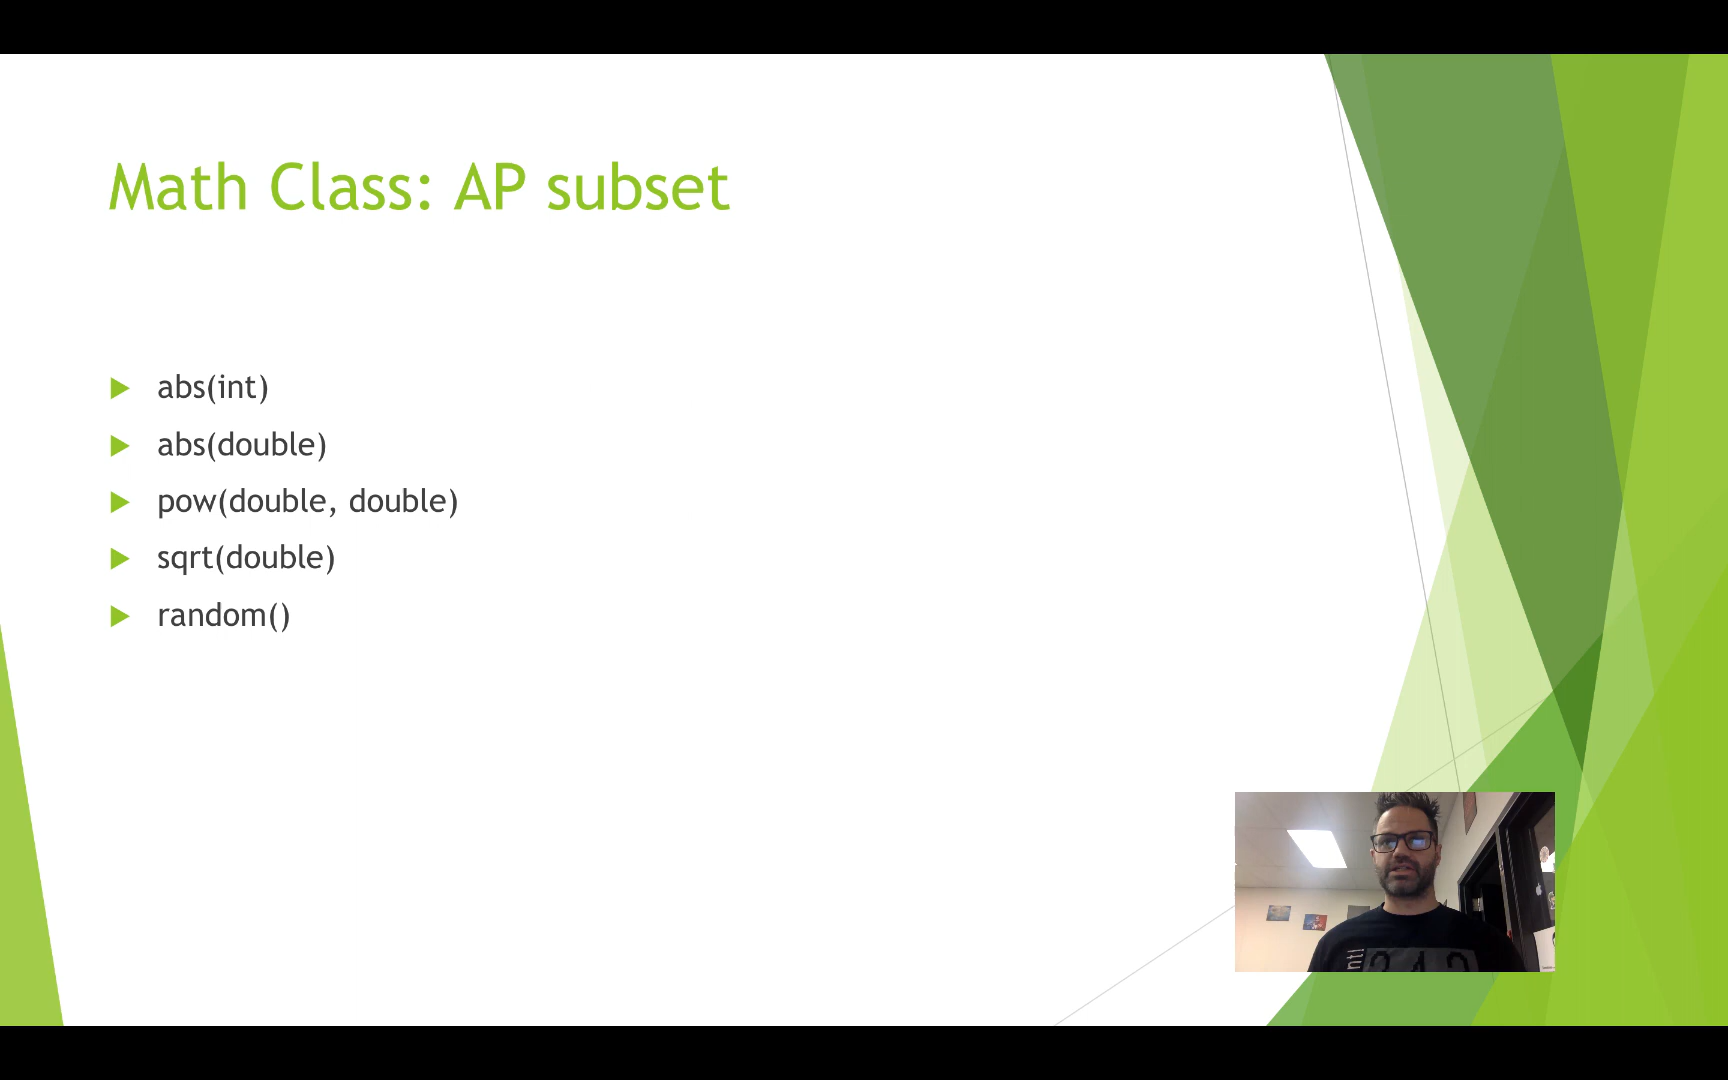 Math Class: AP subset
abs(int)
abs(double)
pow(double, double)
sqrt(double)
random()